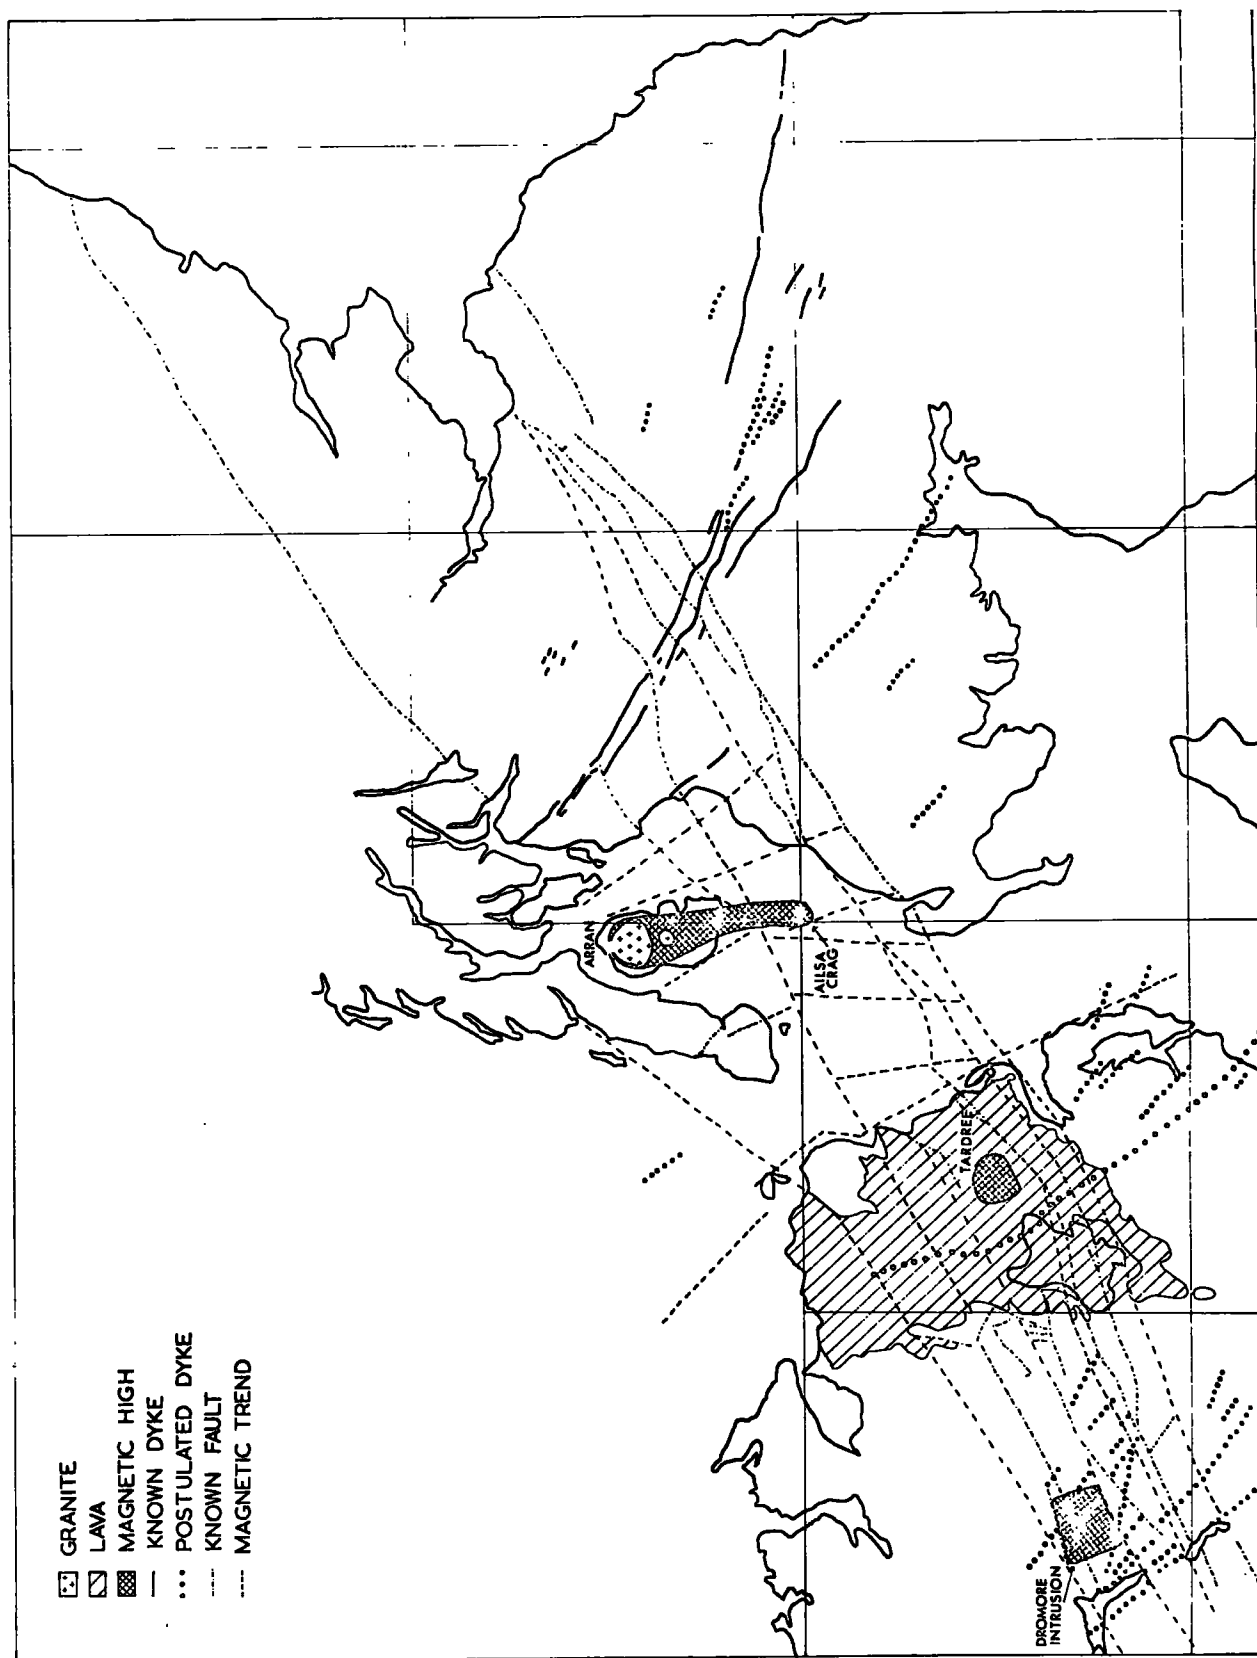 GRANITE
LAVA
MAGNETIC HIGH
KNOWN DYKE
POSTULATED DYKE
KNOWN FAULT
MAGNETIC TREND
ARRAN
AILSA
CRAG
TARDREE
DROMORE
INTRUSION